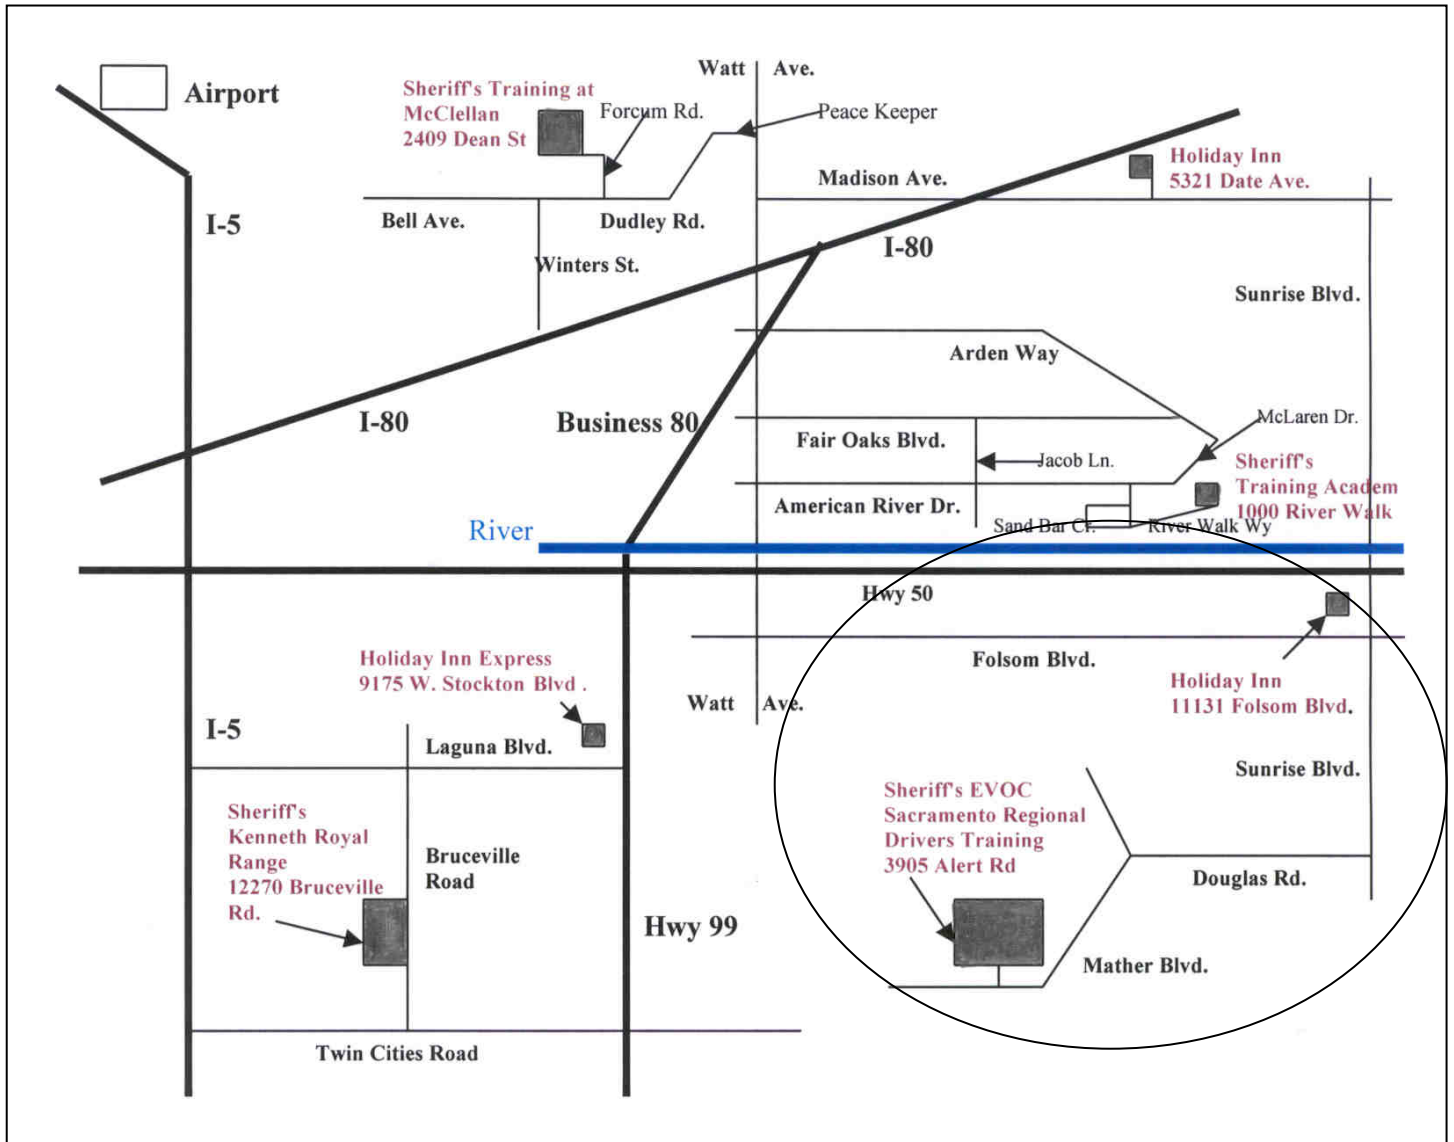 Airport
Sheriff's Training at
McClellan
2409 Dean St
Forcum Rd.
Watt Ave.
Peace Keeper
Holiday Inn
5321 Date Ave.
Madison Ave.
I-5
Bell Ave.
Dudley Rd.
Winters St.
I-80
Sunrise Blvd.
Arden Way
I-80
Business 80
McLaren Dr.
Fair Oaks Blvd.
Jacob Ln.
Sheriff's
Training Academ
1000 River Walk
American River Dr.
Sand Bar Cr.
River Walk Wy
River
Hwy 50
Folsom Blvd.
Holiday Inn Express
9175 W. Stockton Blvd .
Holiday Inn
11131 Folsom Blvd.
Watt Ave.
I-5
Laguna Blvd.
Sunrise Blvd.
Sheriff's EVOC
Sacramento Regional
Drivers Training
3905 Alert Rd
Sheriff's
Kenneth Royal
Range
12270 Bruceville
Rd.
Bruceville
Road
Douglas Rd.
Hwy 99
Mather Blvd.
Twin Cities Road